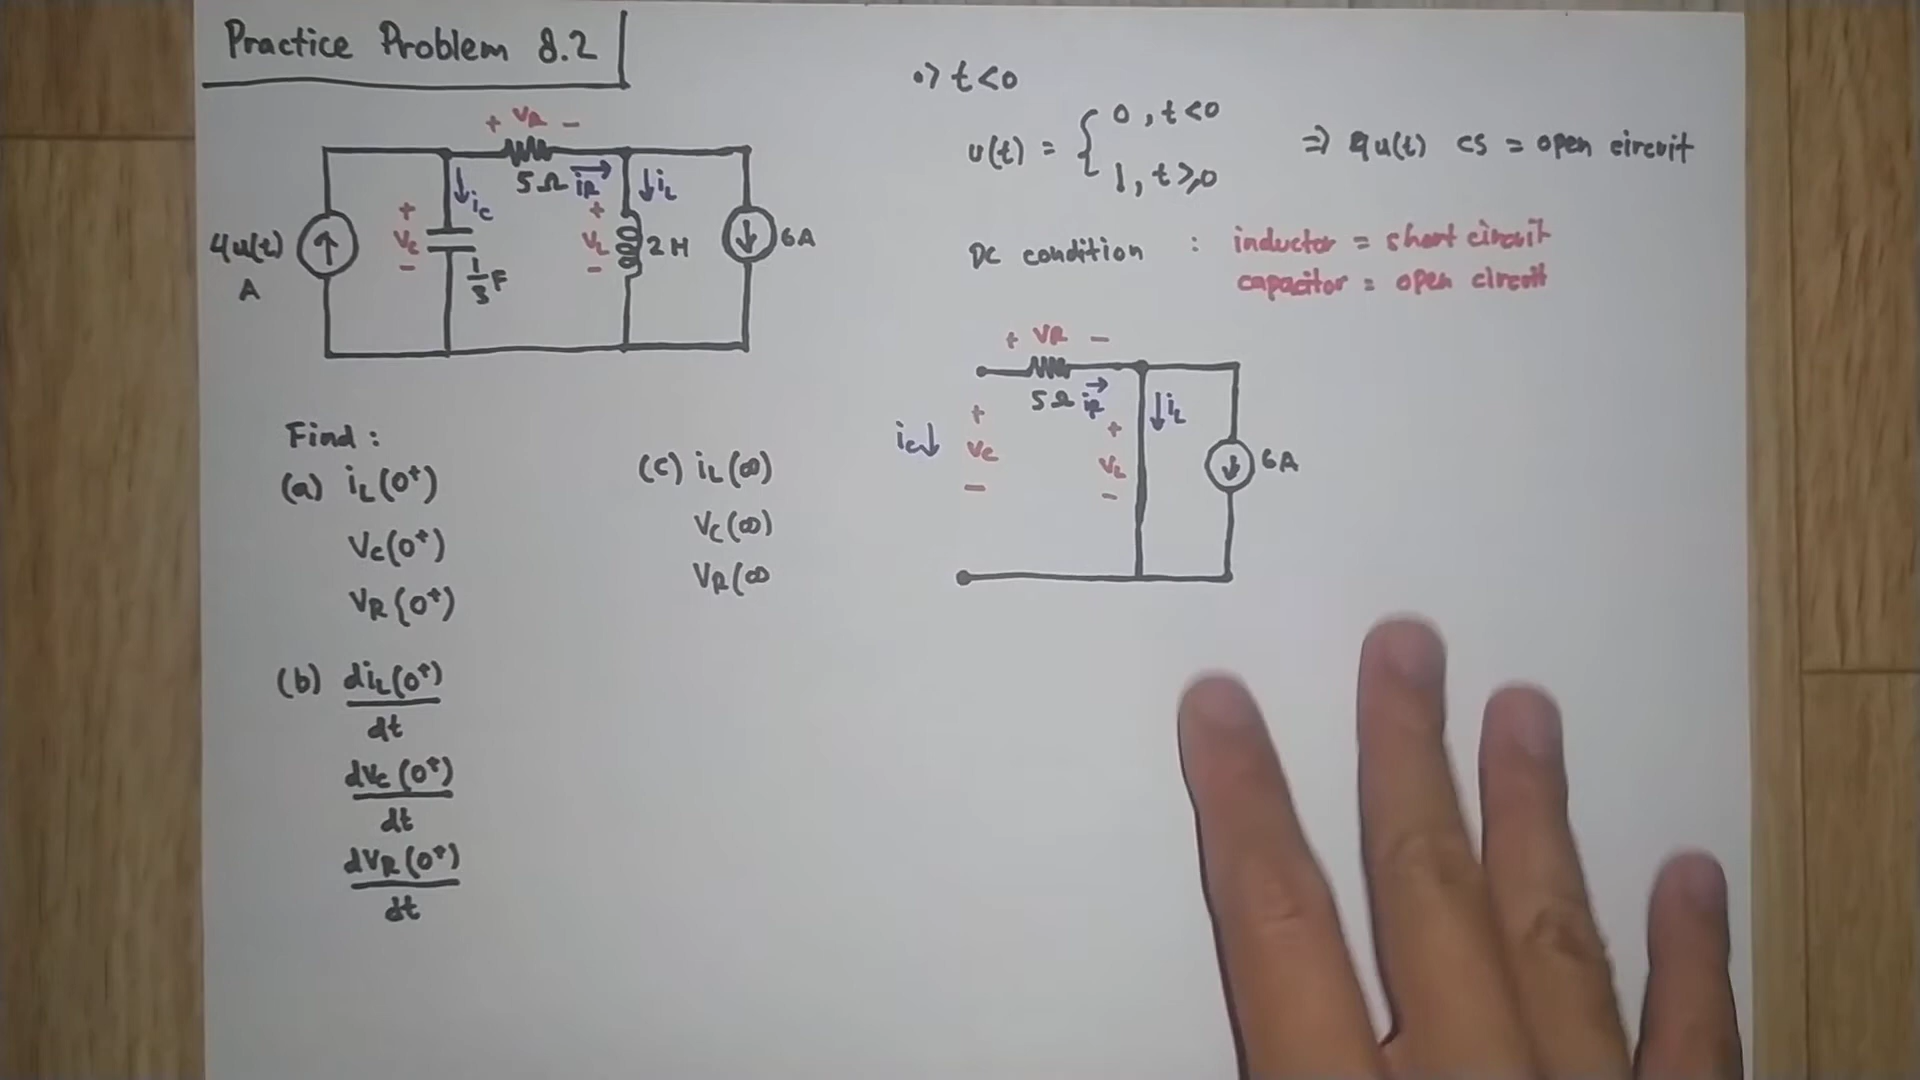 Practice Problem 8.2
+ VR −
5Ω iR
iC
iL
4u(t)
A
+
VC
−
1/3 F
+
VL
−
2H
6A
Find :
(a) iL(0⁺)
VC(0⁺)
VR(0⁺)
(b) diL(0⁺)
dt
dVC(0⁺)
dt
dVR(0⁺)
dt
(c) iL(∞)
VC(∞)
VR(∞
•> t<0
u(t) = { 0 , t<0
1 , t≥0
⇒ 4u(t) cs = open circuit
DC condition : inductor = short circuit
capacitor = open circuit
+ VR −
5Ω iR
iL
iC↓
+
VC
−
+
VL
−
6A